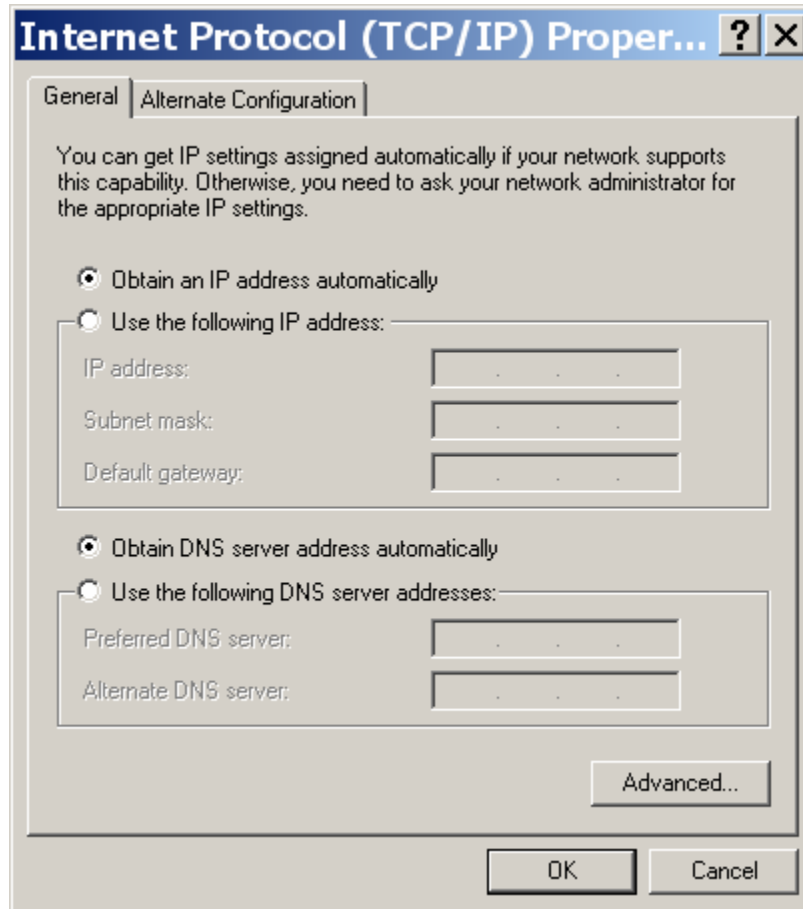 Internet Protocol (TCP/IP) Proper...
General
Alternate Configuration
You can get IP settings assigned automatically if your network supports
this capability. Otherwise, you need to ask your network administrator for
the appropriate IP settings.
Obtain an IP address automatically
Use the following IP address:
IP address:
Subnet mask:
Default gateway:
Obtain DNS server address automatically
Use the following DNS server addresses:
Preferred DNS server:
Alternate DNS server:
Advanced...
OK
Cancel